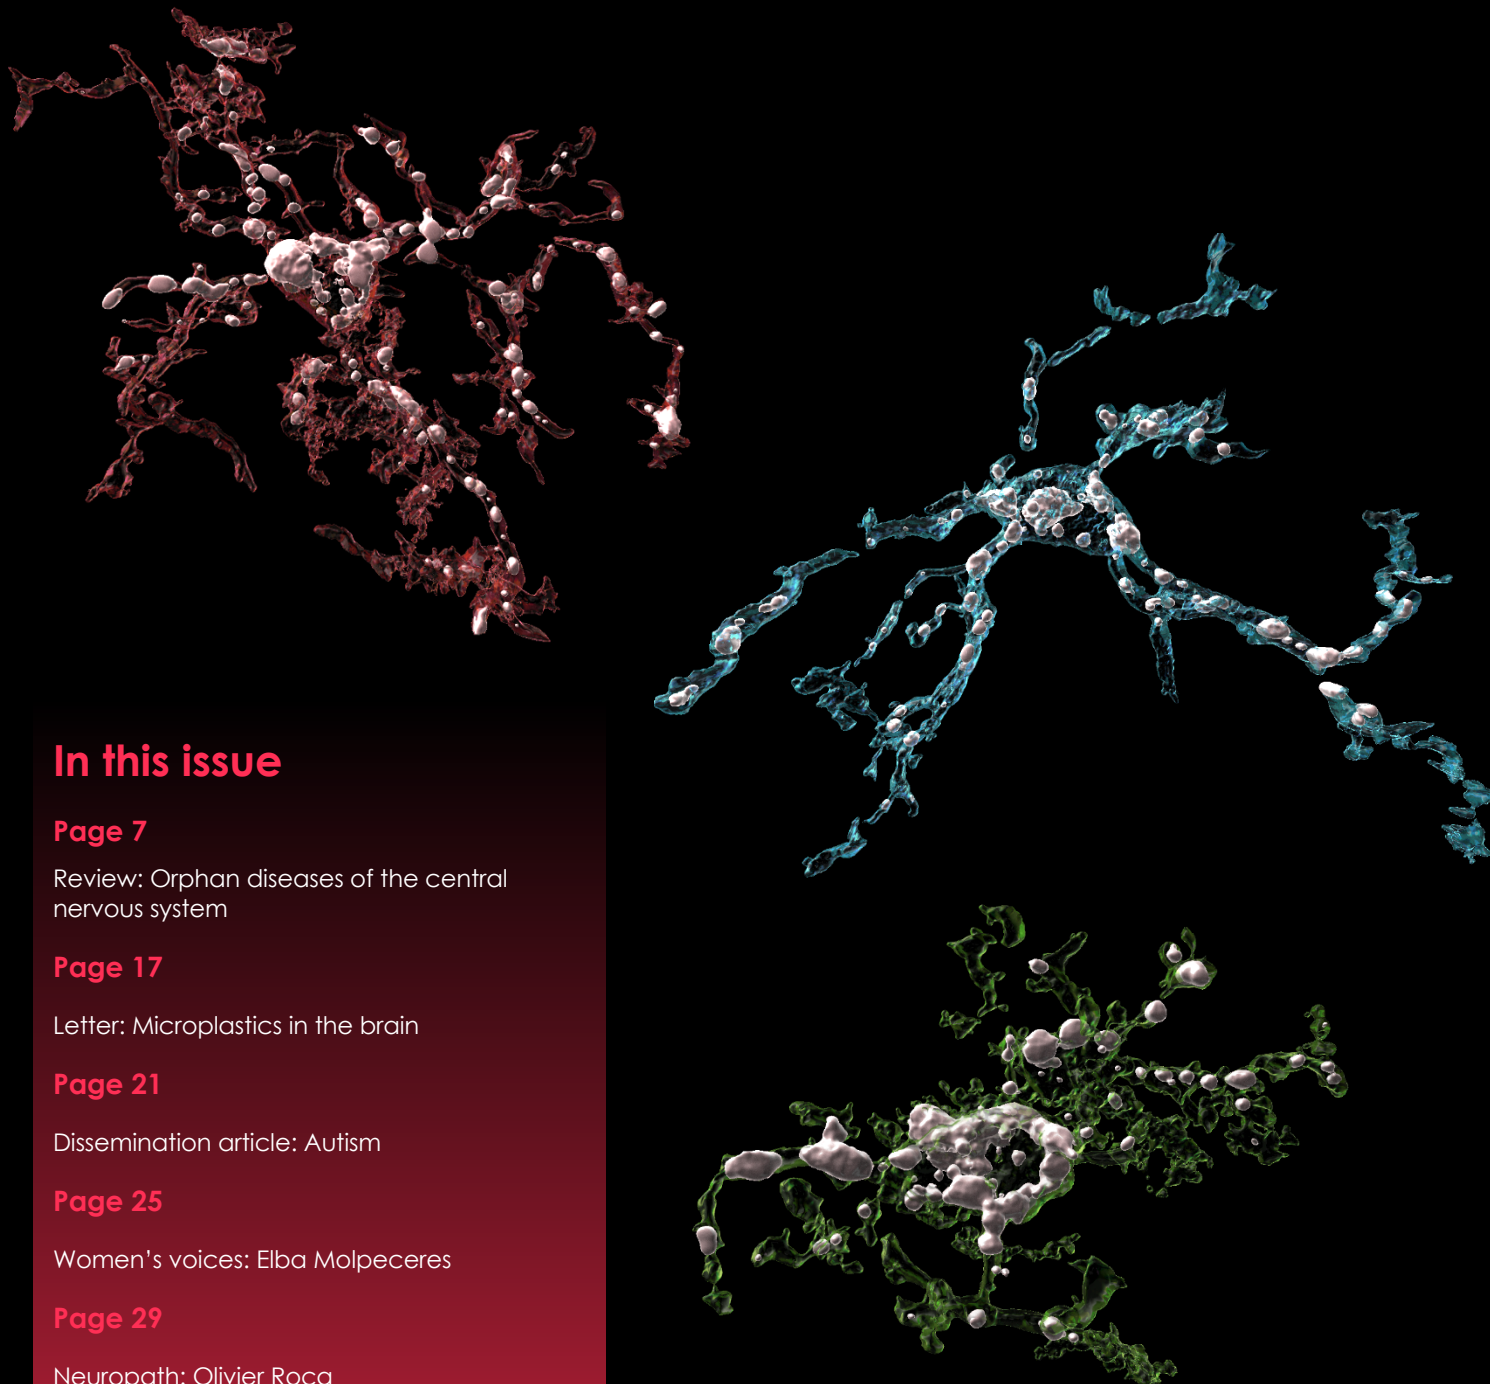 In this issue
Page 7
Review: Orphan diseases of the central
nervous system
Page 17
Letter: Microplastics in the brain
Page 21
Dissemination article: Autism
Page 25
Women’s voices: Elba Molpeceres
Page 29
Neuropath: Olivier Roca